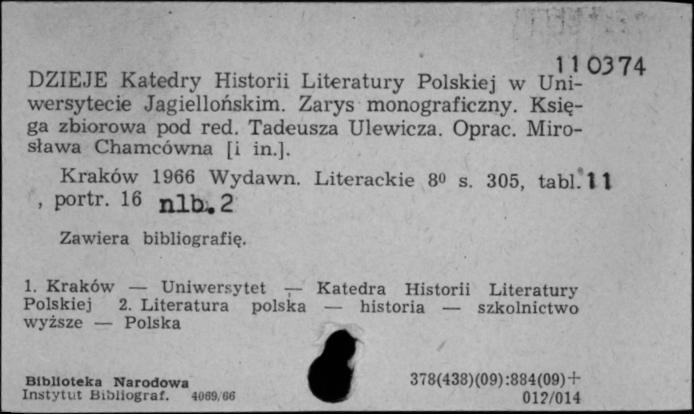 110374
DZIEJE Katedry Historii Literatury Polskiej w Uni-
wersytecie Jagiellońskim. Zarys monograficzny. Księ-
ga zbiorowa pod red. Tadeusza Ulewicza. Oprac. Miro-
sława Chamcówna [i in.].
Kraków 1966 Wydawn. Literackie 8⁰ s. 305, tabl. 11
, portr. 16 nlb. 2
Zawiera bibliografię.
1. Kraków — Uniwersytet — Katedra Historii Literatury
Polskiej 2. Literatura polska — historia — szkolnictwo
wyższe — Polska
Biblioteka Narodowa 378(438)(09):884(09)+
Instytut Bibliograf. 4069/66 012/014